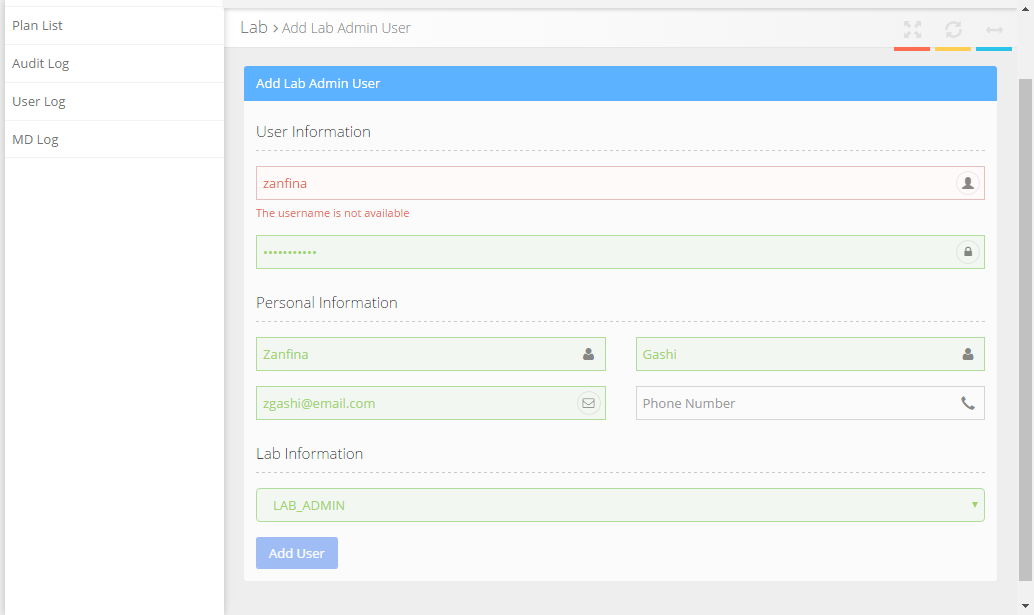 Plan List
Audit Log
User Log
MD Log
Lab > Add Lab Admin User
Add Lab Admin User
User Information
zanfina
The username is not available
•••••••••••
Personal Information
Zanfina
Gashi
zgashi@email.com
Phone Number
Lab Information
LAB_ADMIN
Add User